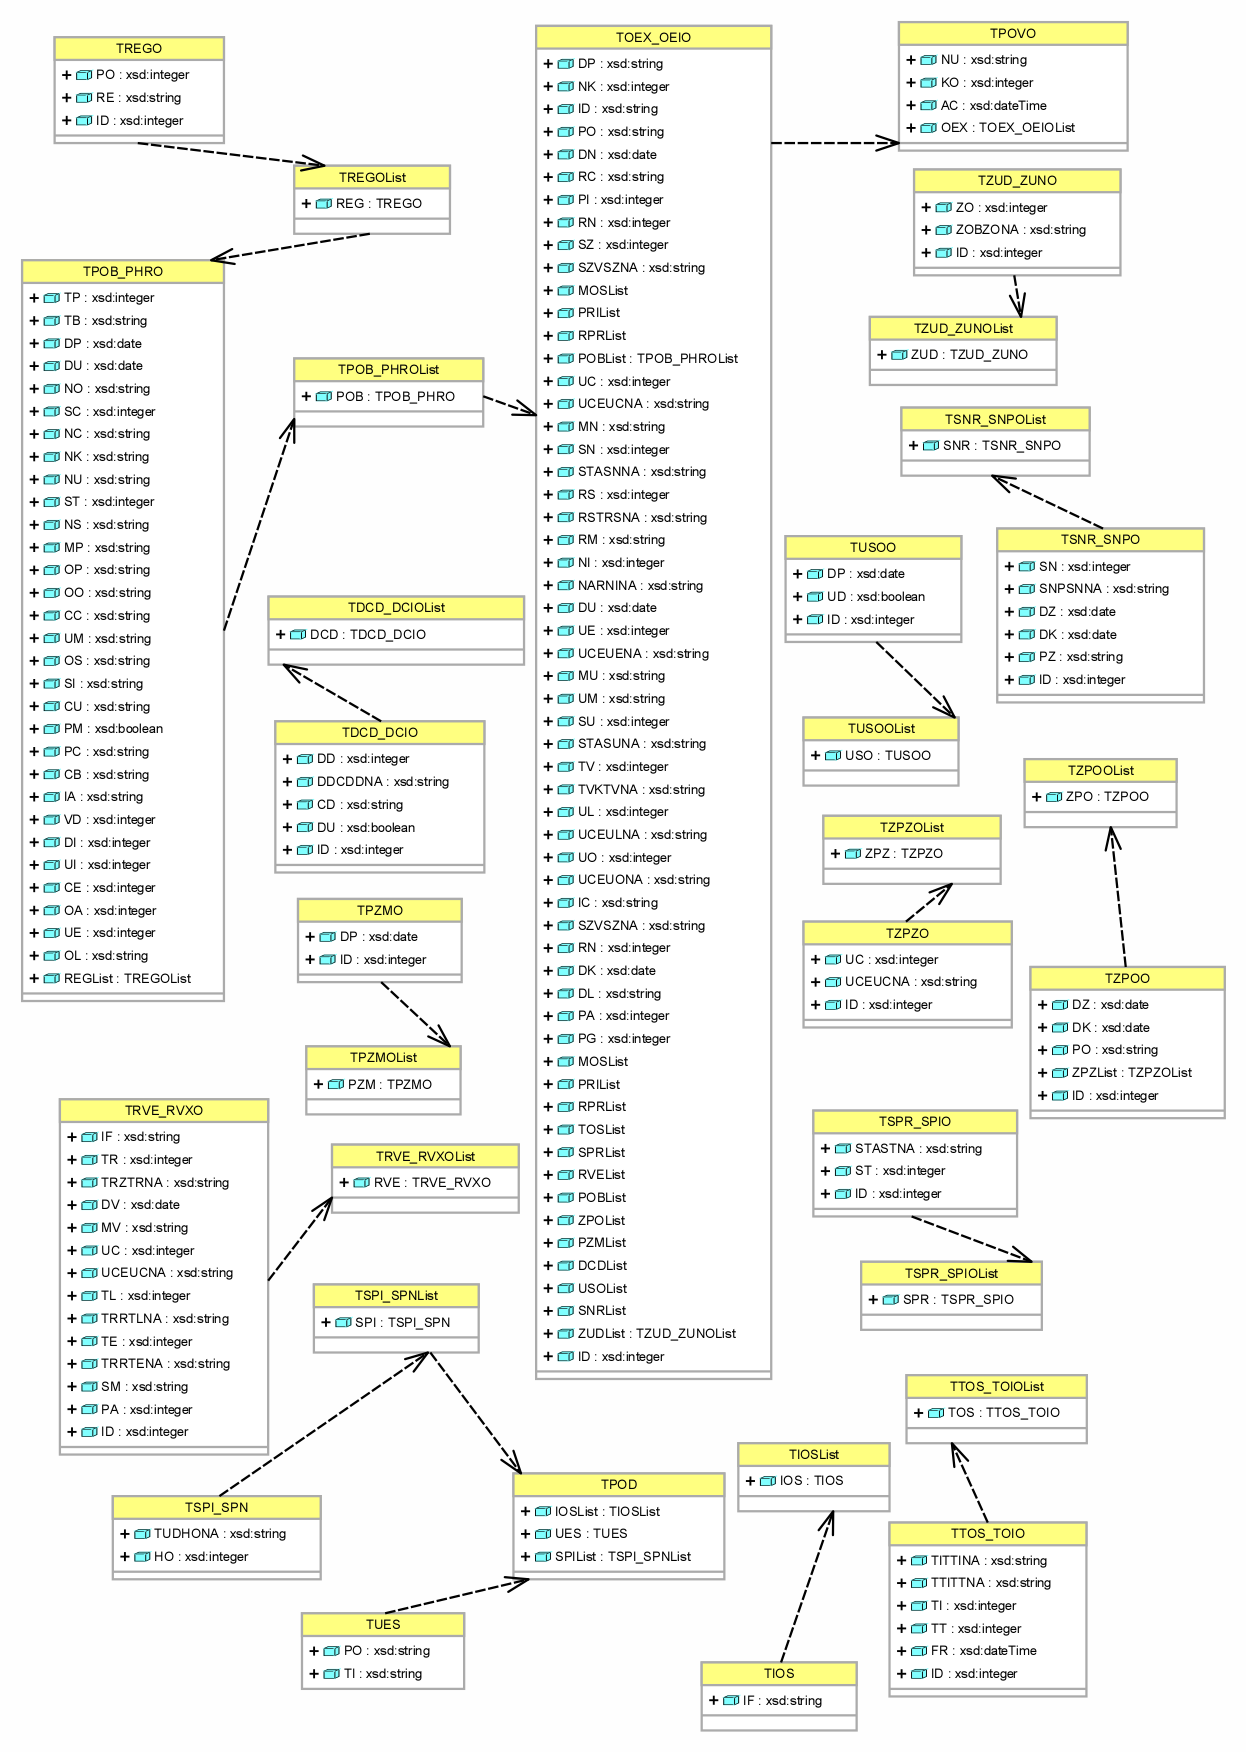 TREGO
+ PO : xsd:integer
+ RE : xsd:string
+ ID : xsd:integer
TREGOList
+ REG : TREGO
TPOB_PHRO
+ TP : xsd:integer
+ TB : xsd:string
+ DP : xsd:date
+ DU : xsd:date
+ NO : xsd:string
+ SC : xsd:integer
+ NC : xsd:string
+ NK : xsd:string
+ NU : xsd:string
+ ST : xsd:integer
+ NS : xsd:string
+ MP : xsd:string
+ OP : xsd:string
+ OO : xsd:string
+ CC : xsd:string
+ UM : xsd:string
+ OS : xsd:string
+ SI : xsd:string
+ CU : xsd:string
+ PM : xsd:boolean
+ PC : xsd:string
+ CB : xsd:string
+ IA : xsd:string
+ VD : xsd:integer
+ DI : xsd:integer
+ UI : xsd:integer
+ CE : xsd:integer
+ OA : xsd:integer
+ UE : xsd:integer
+ OL : xsd:string
+ REGList : TREGOList
TPOB_PHROList
+ POB : TPOB_PHRO
TDCD_DCIOList
+ DCD : TDCD_DCIO
TDCD_DCIO
+ DD : xsd:integer
+ DDCDDNA : xsd:string
+ CD : xsd:string
+ DU : xsd:boolean
+ ID : xsd:integer
TPZMO
+ DP : xsd:date
+ ID : xsd:integer
TPZMOList
+ PZM : TPZMO
TRVE_RVXO
+ IF : xsd:string
+ TR : xsd:integer
+ TRZTRNA : xsd:string
+ DV : xsd:date
+ MV : xsd:string
+ UC : xsd:integer
+ UCEUCNA : xsd:string
+ TL : xsd:integer
+ TRRTLNA : xsd:string
+ TE : xsd:integer
+ TRRTENA : xsd:string
+ SM : xsd:string
+ PA : xsd:integer
+ ID : xsd:integer
TRVE_RVXOList
+ RVE : TRVE_RVXO
TSPI_SPNList
+ SPI : TSPI_SPN
TSPI_SPN
+ TUDHONA : xsd:string
+ HO : xsd:integer
TUES
+ PO : xsd:string
+ TI : xsd:string
TPOD
+ IOSList : TIOSList
+ UES : TUES
+ SPIList : TSPI_SPNList
TOEX_OEIO
+ DP : xsd:string
+ NK : xsd:integer
+ ID : xsd:string
+ PO : xsd:string
+ DN : xsd:date
+ RC : xsd:string
+ PI : xsd:integer
+ RN : xsd:integer
+ SZ : xsd:integer
+ SZVSZNA : xsd:string
+ MOSList
+ PRIList
+ RPRList
+ POBList : TPOB_PHROList
+ UC : xsd:integer
+ UCEUCNA : xsd:string
+ MN : xsd:string
+ SN : xsd:integer
+ STASNNA : xsd:string
+ RS : xsd:integer
+ RSTRSNA : xsd:string
+ RM : xsd:string
+ NI : xsd:integer
+ NARNINA : xsd:string
+ DU : xsd:date
+ UE : xsd:integer
+ UCEUENA : xsd:string
+ MU : xsd:string
+ UM : xsd:string
+ SU : xsd:integer
+ STASUNA : xsd:string
+ TV : xsd:integer
+ TVKTVNA : xsd:string
+ UL : xsd:integer
+ UCEULNA : xsd:string
+ UO : xsd:integer
+ UCEUONA : xsd:string
+ IC : xsd:string
+ SZVSZNA : xsd:string
+ RN : xsd:integer
+ DK : xsd:date
+ DL : xsd:string
+ PA : xsd:integer
+ PG : xsd:integer
+ MOSList
+ PRIList
+ RPRList
+ TOSList
+ SPRList
+ RVEList
+ POBList
+ ZPOList
+ PZMList
+ DCDList
+ USOList
+ SNRList
+ ZUDList : TZUD_ZUNOList
+ ID : xsd:integer
TPOVO
+ NU : xsd:string
+ KO : xsd:integer
+ AC : xsd:dateTime
+ OEX : TOEX_OEIOList
TZUD_ZUNO
+ ZO : xsd:integer
+ ZOBZONA : xsd:string
+ ID : xsd:integer
TZUD_ZUNOList
+ ZUD : TZUD_ZUNO
TSNR_SNPOList
+ SNR : TSNR_SNPO
TSNR_SNPO
+ SN : xsd:integer
+ SNPSNNA : xsd:string
+ DZ : xsd:date
+ DK : xsd:date
+ PZ : xsd:string
+ ID : xsd:integer
TUSOO
+ DP : xsd:date
+ UD : xsd:boolean
+ ID : xsd:integer
TUSOOList
+ USO : TUSOO
TZPOOList
+ ZPO : TZPOO
TZPZOList
+ ZPZ : TZPZO
TZPZO
+ UC : xsd:integer
+ UCEUCNA : xsd:string
+ ID : xsd:integer
TZPOO
+ DZ : xsd:date
+ DK : xsd:date
+ PO : xsd:string
+ ZPZList : TZPZOList
+ ID : xsd:integer
TSPR_SPIO
+ STASTNA : xsd:string
+ ST : xsd:integer
+ ID : xsd:integer
TSPR_SPIOList
+ SPR : TSPR_SPIO
TTOS_TOIOList
+ TOS : TTOS_TOIO
TIOSList
+ IOS : TIOS
TTOS_TOIO
+ TITTINA : xsd:string
+ TTITTNA : xsd:string
+ TI : xsd:integer
+ TT : xsd:integer
+ FR : xsd:dateTime
+ ID : xsd:integer
TIOS
+ IF : xsd:string